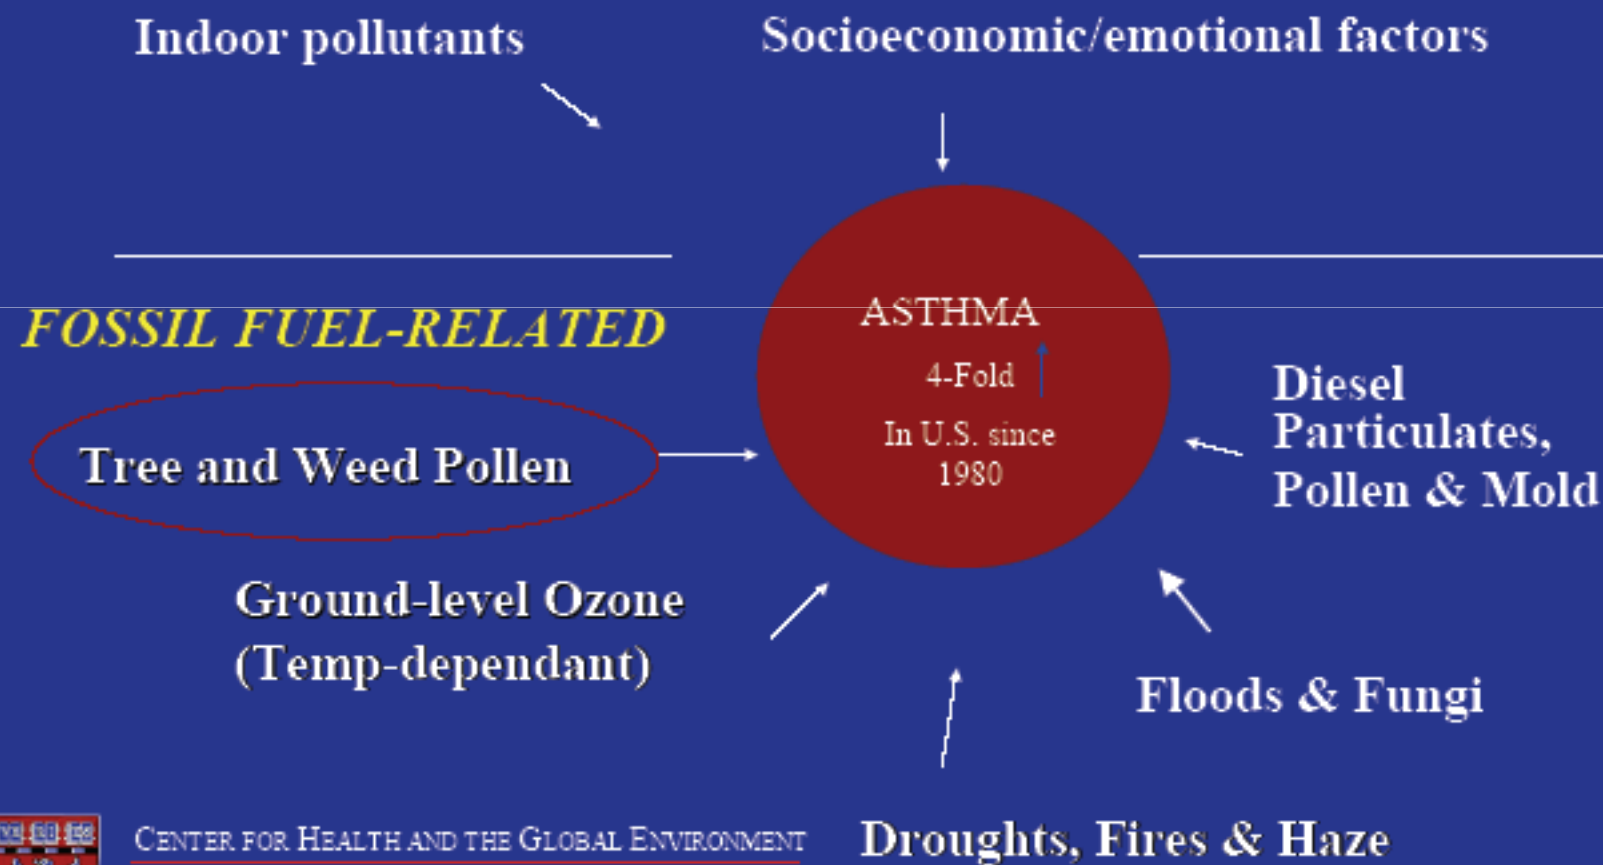 Indoor pollutants
Socioeconomic/emotional factors
FOSSIL FUEL-RELATED
ASTHMA
4-Fold
In U.S. since
1980
Tree and Weed Pollen
Diesel
Particulates,
Pollen & Mold
Ground-level Ozone
(Temp-dependant)
Floods & Fungi
Droughts, Fires & Haze
CENTER FOR HEALTH AND THE GLOBAL ENVIRONMENT